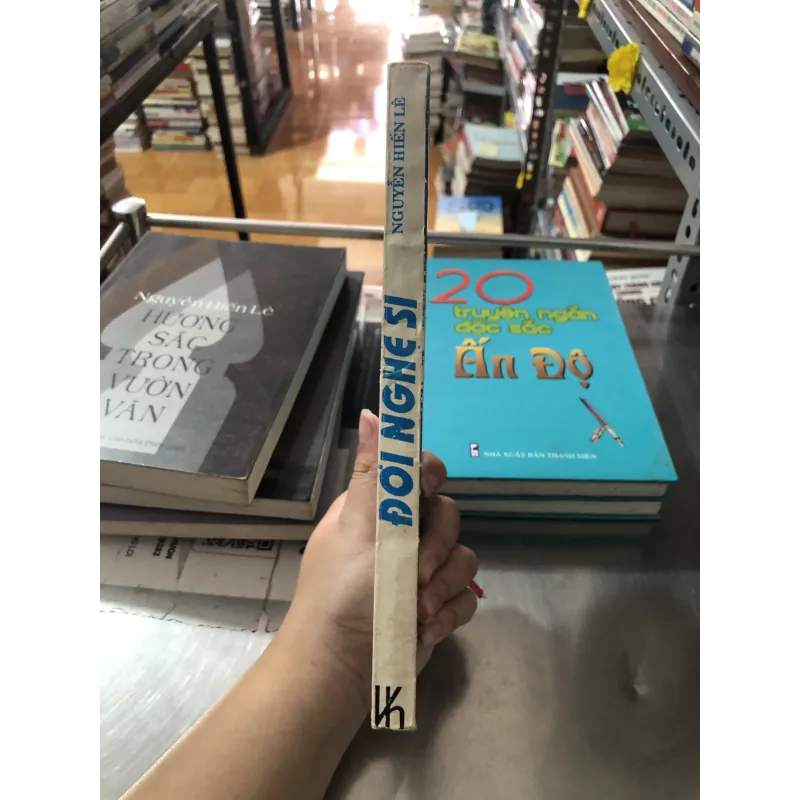 NGUYỄN HIẾN LÊ
ĐỜI NGHỆ SĨ
Nguyễn Hiến Lê
HƯƠNG
SẮC
TRONG
VƯỜN
VĂN
20
truyện ngắn
đặc sắc
Ấn Độ
NHÀ XUẤT BẢN THANH NIÊN